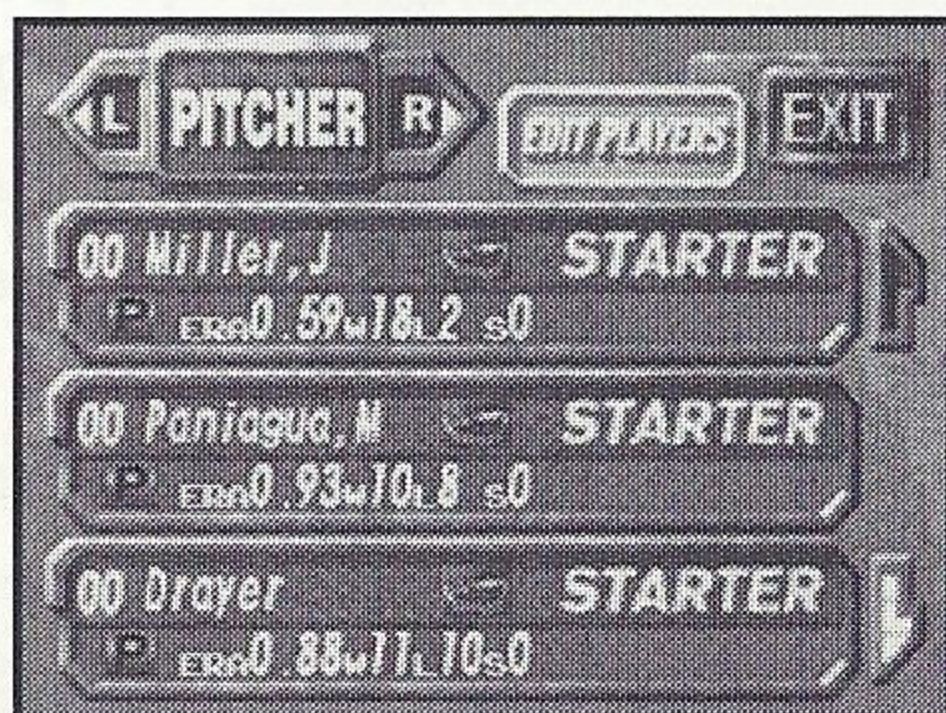 L PITCHER R EDIT PLAYERS EXIT
00 Miller,J STARTER
ERA0.59W18L2 S0
00 Paniagua,M STARTER
ERA0.93W10L8 S0
00 Drayer STARTER
ERA0.88W11L10S0